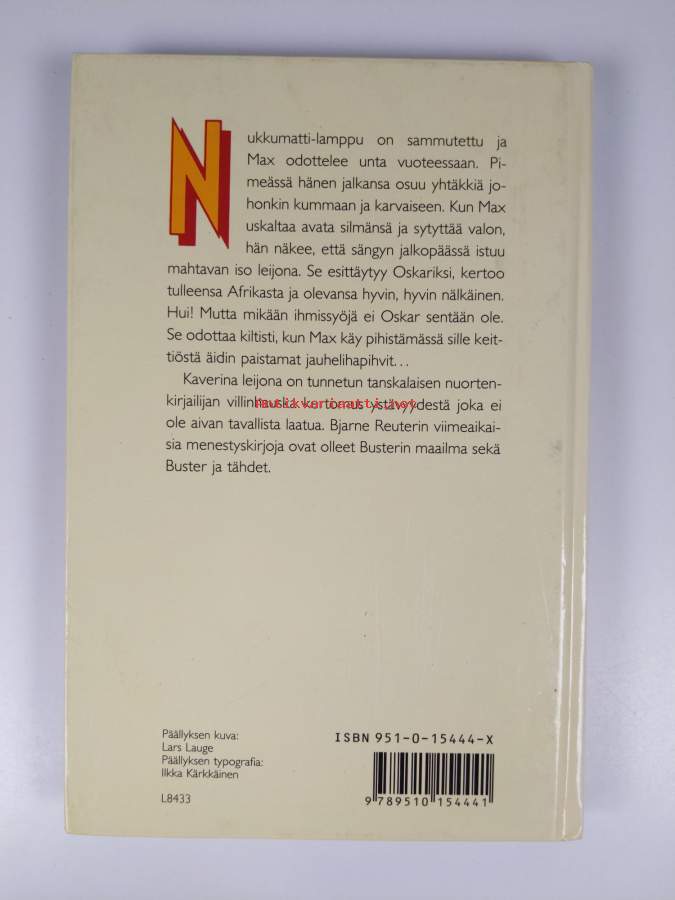 Nukkumatti-lamppu on sammutettu ja
Max odottelee unta vuoteessaan. Pi-
meässä hänen jalkansa osuu yhtäkkiä jo-
honkin kummaan ja karvaiseen. Kun Max
uskaltaa avata silmänsä ja sytyttää valon,
hän näkee, että sängyn jalkopäässä istuu
mahtavan iso leijona. Se esittäytyy Oskariksi, kertoo
tulleensa Afrikasta ja olevansa hyvin, hyvin nälkäinen.
Hui! Mutta mikään ihmissyöjä ei Oskar sentään ole.
Se odottaa kiltisti, kun Max käy pihistämässä sille keit-
tiöstä äidin paistamat jauhelihapihvit...
Kaverina leijona on tunnetun tanskalaisen nuorten-
kirjailijan villinhauska kertomus ystävyydestä joka ei
ole aivan tavallista laatua. Bjarne Reuterin viimeaikai-
sia menestyskirjoja ovat olleet Busterin maailma sekä
Buster ja tähdet.
Päällyksen kuva:
Lars Lauge
Päällyksen typografia:
Ilkka Kärkkäinen
L8433
ISBN 951-0-15444-X
9 789510 154441